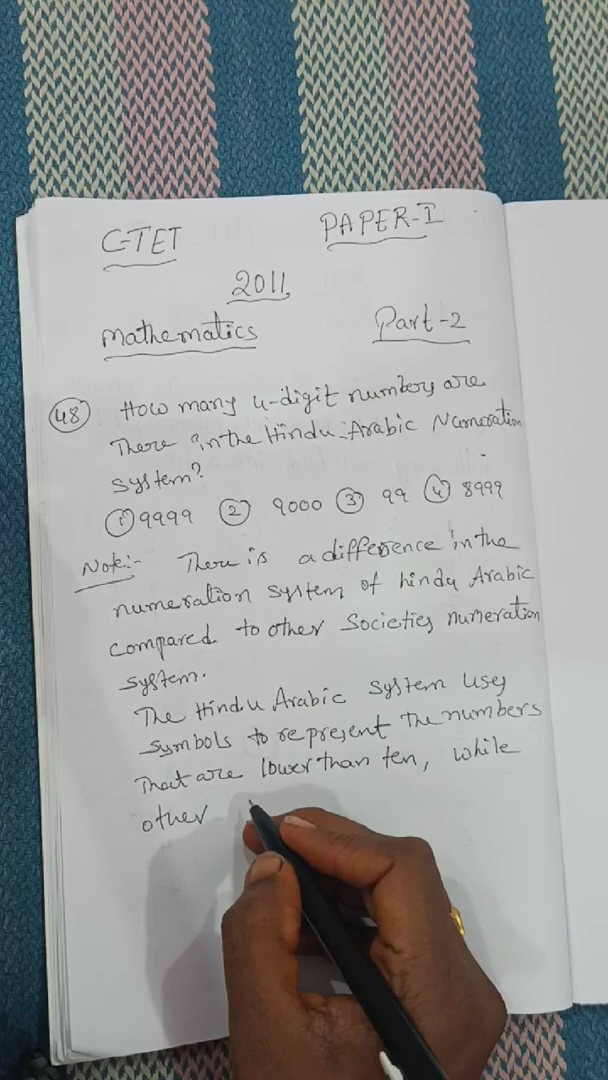 C-TET PAPER-I
2011
Mathematics Part-2
48 How many 4-digit numbers are
There in the Hindu-Arabic Numeration
system?
① 9999 ② 9000 ③ 99 ④ 8999
Note:- There is a difference in the
numeration system of hindu Arabic
compared to other Societies numeration
system.
The Hindu Arabic system uses
symbols to represent the numbers
that are lower than ten, while
other